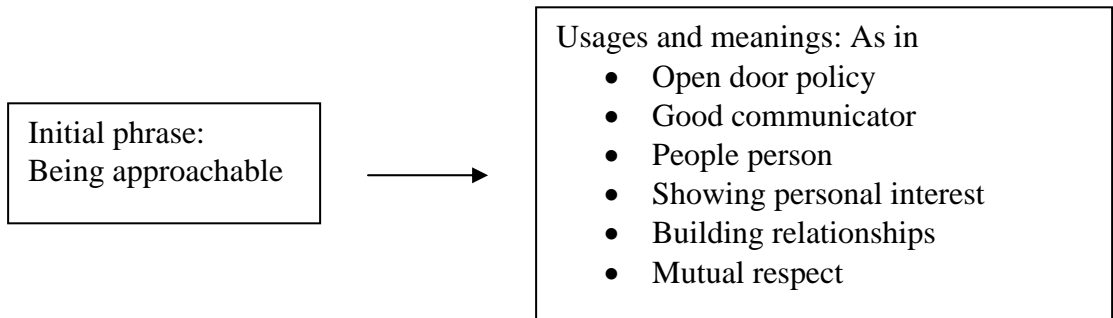 Initial phrase:
Being approachable
Usages and meanings: As in
• Open door policy
• Good communicator
• People person
• Showing personal interest
• Building relationships
• Mutual respect